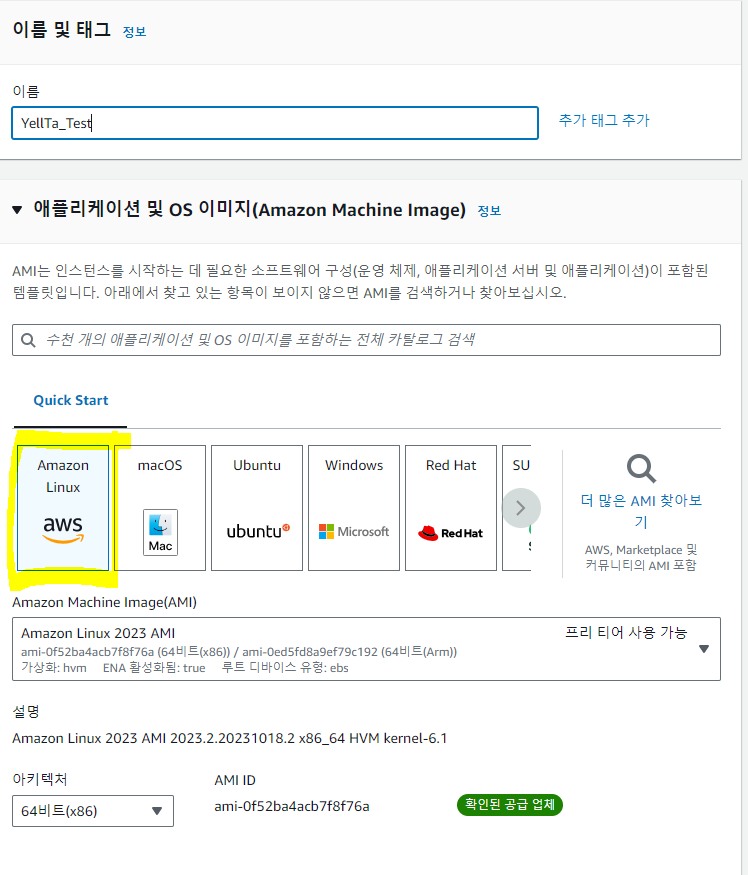 이름 및 태그 정보
이름
YellTa_Test
추가 태그 추가
애플리케이션 및 OS 이미지(Amazon Machine Image) 정보
AMI는 인스턴스를 시작하는 데 필요한 소프트웨어 구성(운영 체제, 애플리케이션 서버 및 애플리케이션)이 포함된
템플릿입니다. 아래에서 찾고 있는 항목이 보이지 않으면 AMI를 검색하거나 찾아보십시오.
수천 개의 애플리케이션 및 OS 이미지를 포함하는 전체 카탈로그 검색
Quick Start
Amazon
Linux
aws
macOS
Mac
Ubuntu
ubuntu
Windows
Microsoft
Red Hat
Red Hat
SU
S
더 많은 AMI 찾아보
기
AWS, Marketplace 및
커뮤니티의 AMI 포함
Amazon Machine Image(AMI)
Amazon Linux 2023 AMI 프리 티어 사용 가능
ami-0f52ba4acb7f8f76a (64비트(x86)) / ami-0ed5fd8a9ef79c192 (64비트(Arm))
가상화: hvm ENA 활성화됨: true 루트 디바이스 유형: ebs
설명
Amazon Linux 2023 AMI 2023.2.20231018.2 x86_64 HVM kernel-6.1
아키텍처 AMI ID
64비트(x86) ami-0f52ba4acb7f8f76a 확인된 공급 업체